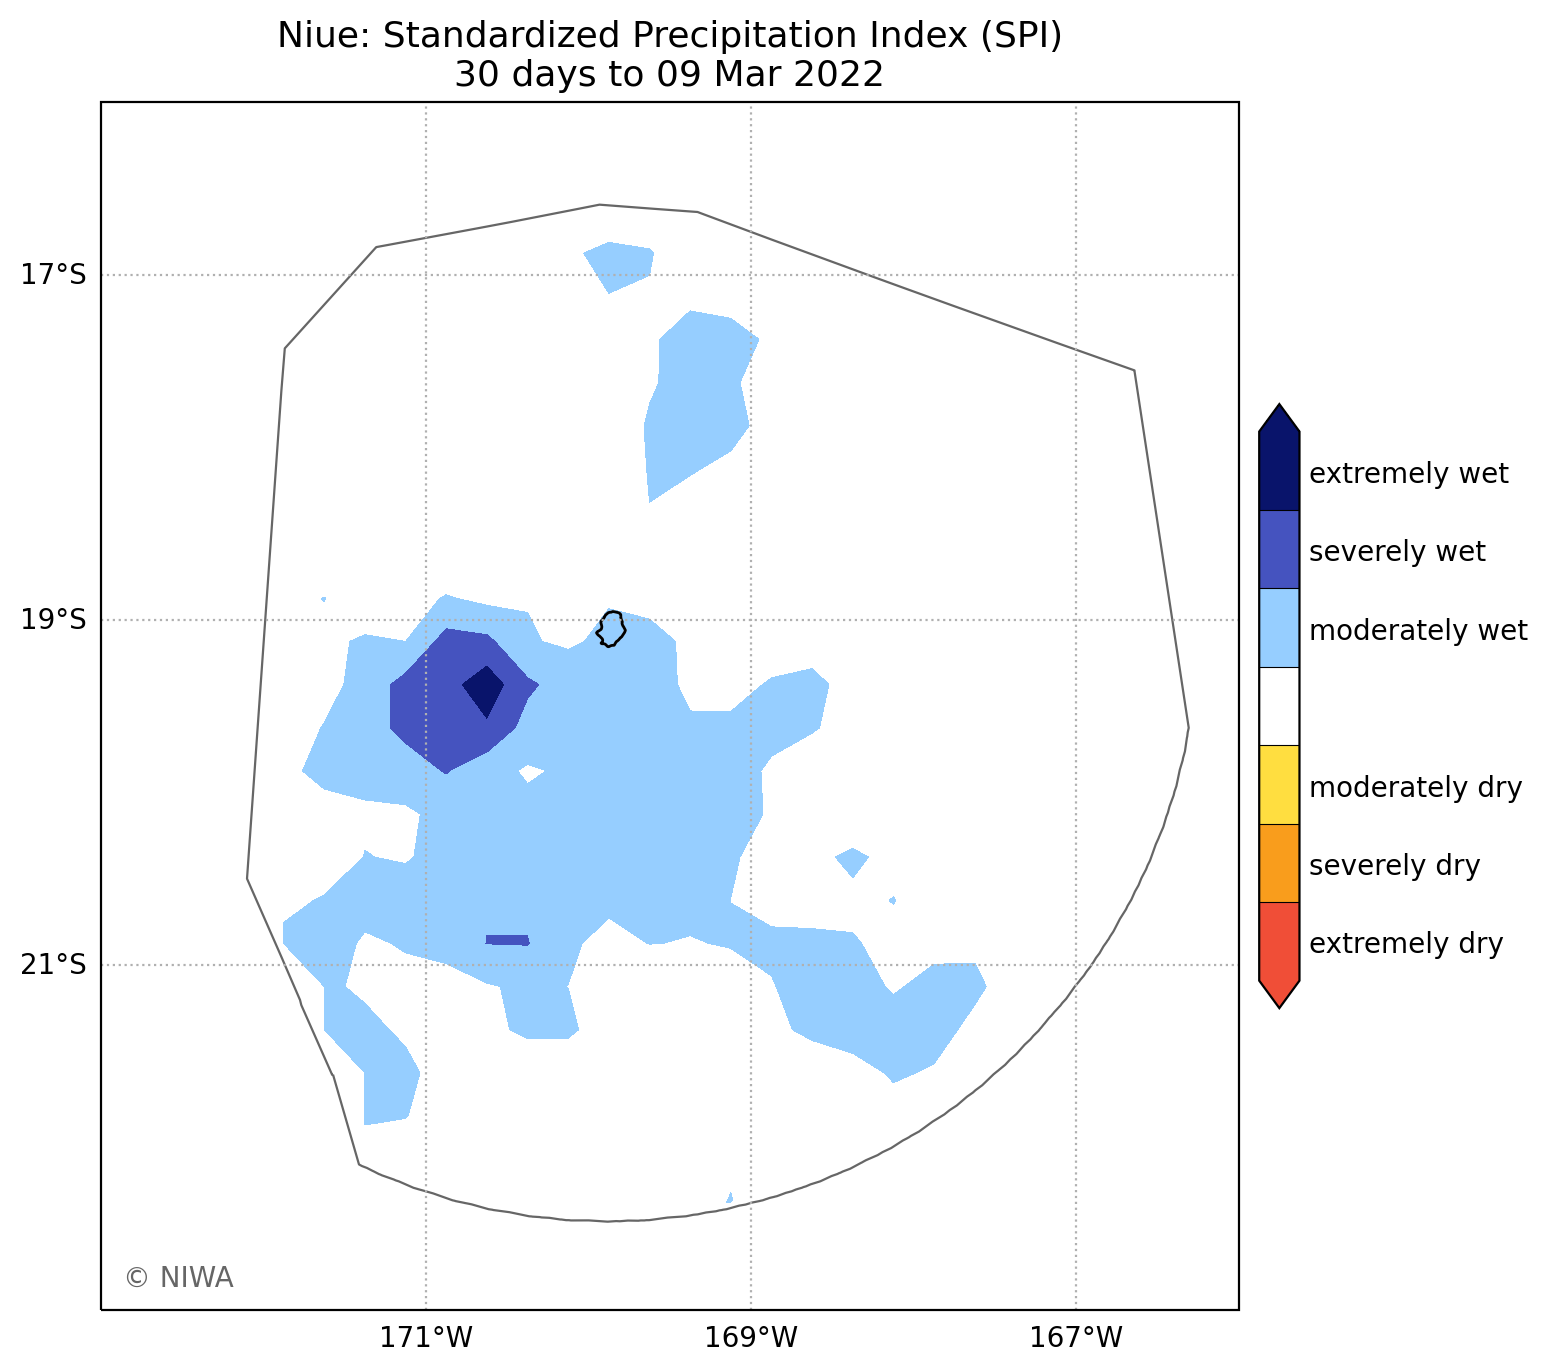 Niue: Standardized Precipitation Index (SPI)
30 days to 09 Mar 2022
17°S
19°S
21°S
171°W
169°W
167°W
extremely wet
severely wet
moderately wet
moderately dry
severely dry
extremely dry
© NIWA